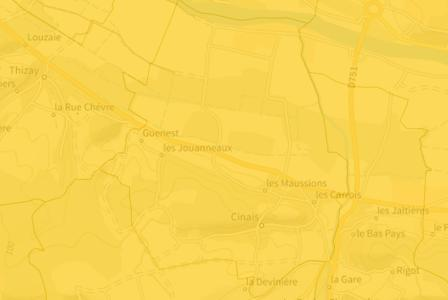 Louzaie
Thizay
la Rue Chèvre
D751
Guenest
les Jouanneaux
les Maussions
les Carrois
les Jaltières
Cinais
le Bas Pays
Rigot
la Devinière
la Gare